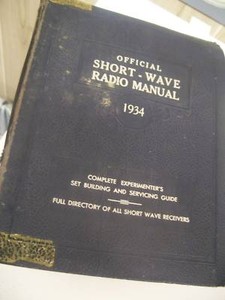 OFFICIAL
SHORT-WAVE
RADIO MANUAL
1934
COMPLETE EXPERIMENTER'S
SET BUILDING AND SERVICING GUIDE
FULL DIRECTORY OF ALL SHORT WAVE RECEIVERS